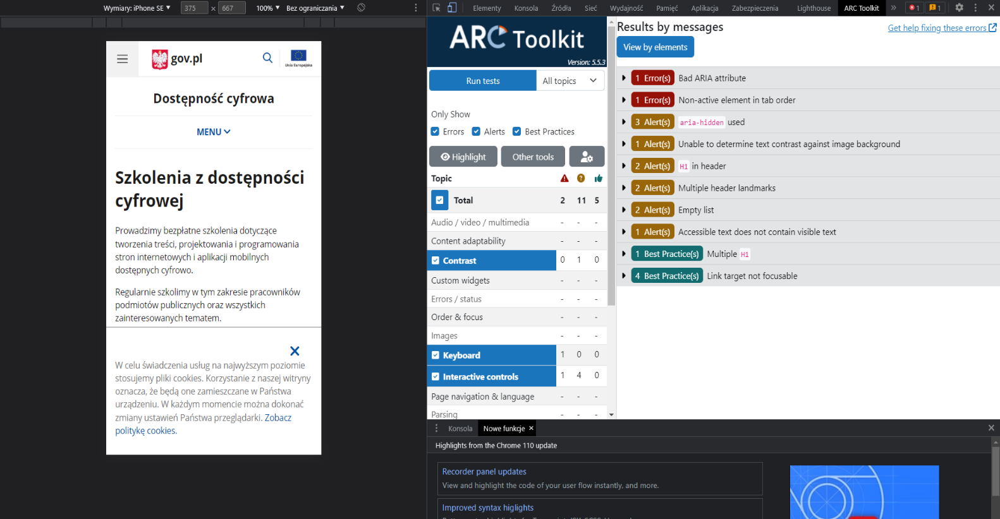 Wymiary: iPhone SE ▼ 375 × 667 100% ▼ Bez ograniczania ▼
Elementy Konsola Źródła Sieć Wydajność Pamięć Aplikacja Zabezpieczenia Lighthouse ARC Toolkit » 1 1
gov.pl
Unia Europejska
Dostępność cyfrowa
MENU
Szkolenia z dostępności
cyfrowej
Prowadzimy bezpłatne szkolenia dotyczące
tworzenia treści, projektowania i programowania
stron internetowych i aplikacji mobilnych
dostępnych cyfrowo.
Regularnie szkolimy w tym zakresie pracowników
podmiotów publicznych oraz wszystkich
zainteresowanych tematem.
W celu świadczenia usług na najwyższym poziomie
stosujemy pliki cookies. Korzystanie z naszej witryny
oznacza, że będą one zamieszczane w Państwa
urządzeniu. W każdym momencie można dokonać
zmiany ustawień Państwa przeglądarki. Zobacz
politykę cookies.
ARC Toolkit
Version: 5.5.3
Run tests All topics
Only Show
Errors Alerts Best Practices
Highlight Other tools
Topic
Total 2 11 5
Audio / video / multimedia - - -
Content adaptability - - -
Contrast 0 1 0
Custom widgets - - -
Errors / status - - -
Order & focus - - -
Images - - -
Keyboard 1 0 0
Interactive controls 1 4 0
Page navigation & language - - -
Parsing - - -
Results by messages
Get help fixing these errors
View by elements
1 Error(s) Bad ARIA attribute
1 Error(s) Non-active element in tab order
3 Alert(s) aria-hidden used
1 Alert(s) Unable to determine text contrast against image background
2 Alert(s) H1 in header
2 Alert(s) Multiple header landmarks
2 Alert(s) Empty list
1 Alert(s) Accessible text does not contain visible text
1 Best Practice(s) Multiple H1
4 Best Practice(s) Link target not focusable
Konsola Nowe funkcje ×
Highlights from the Chrome 110 update
Recorder panel updates
View and highlight the code of your user flow instantly, and more.
Improved syntax higlights